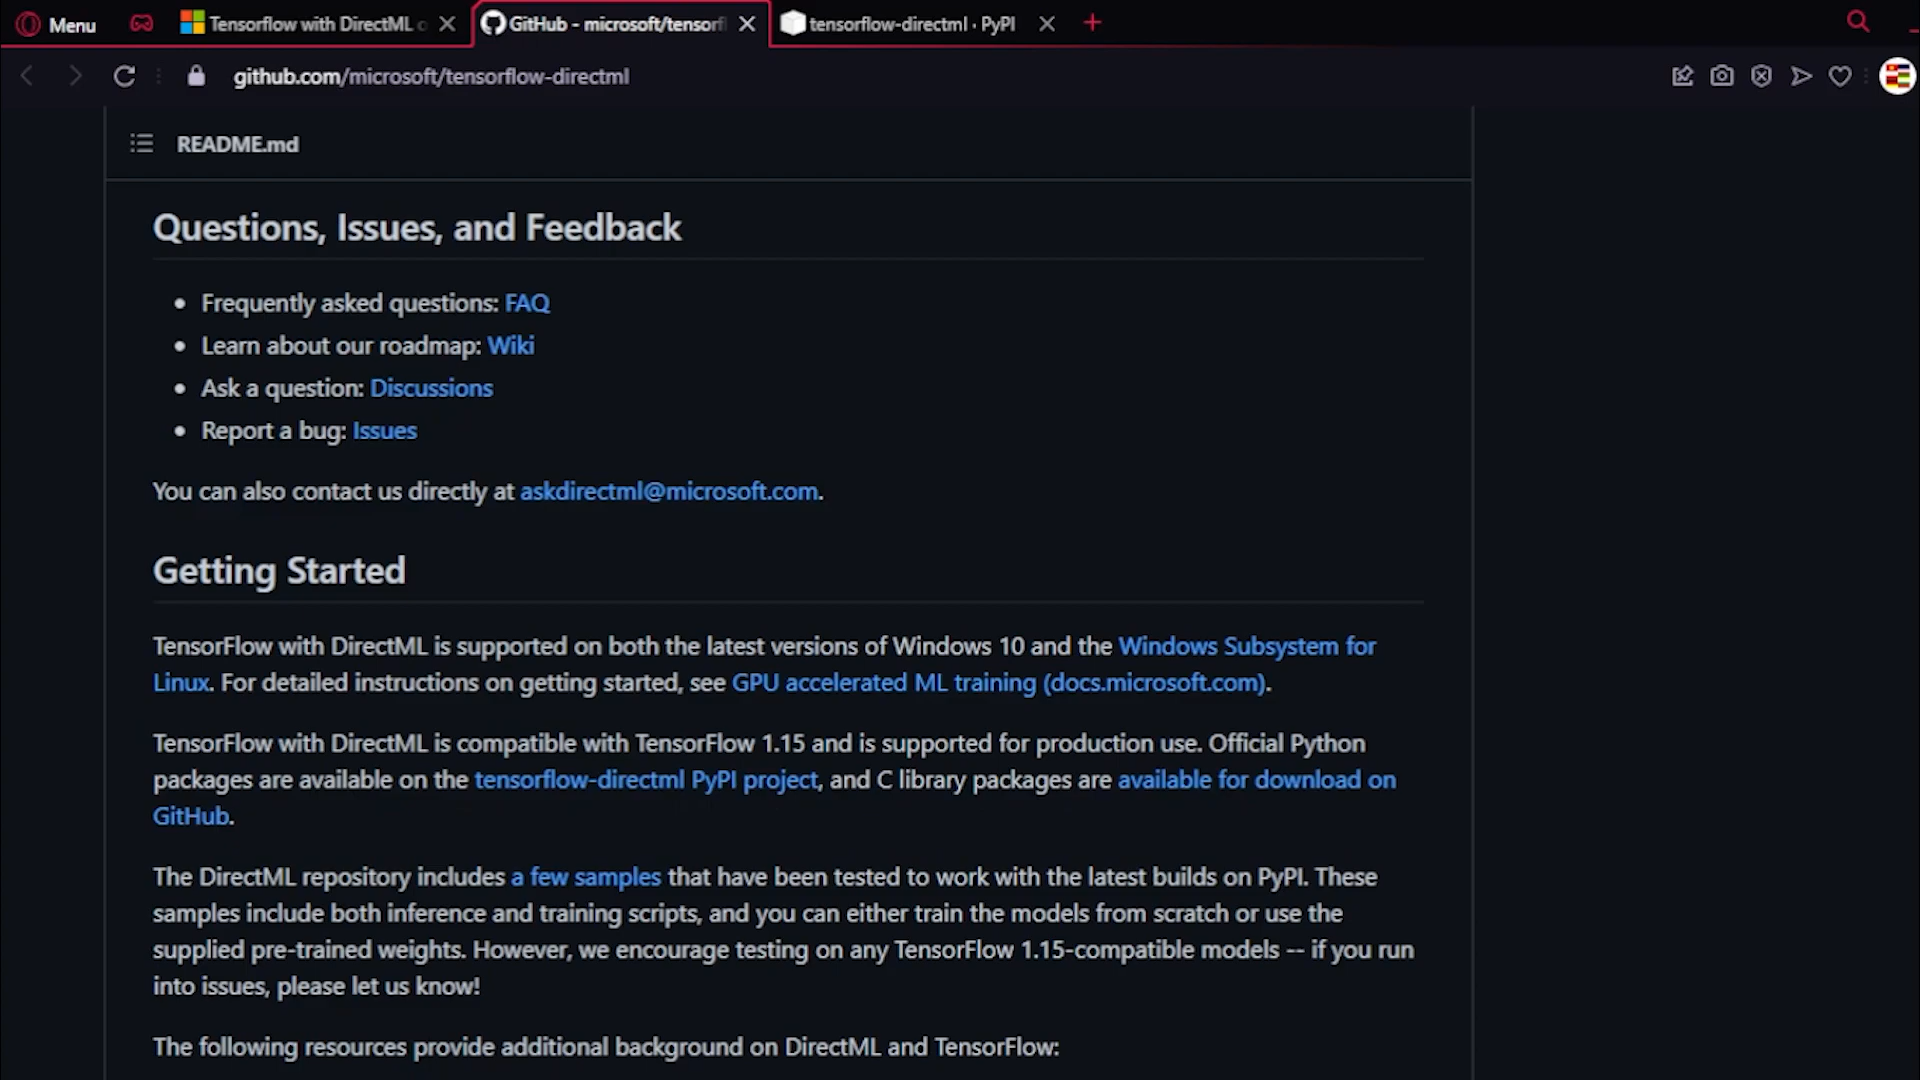 Menu
Tensorflow with DirectML
GitHub - microsoft/tensorfl
tensorflow-directml · PyPI
github.com/microsoft/tensorflow-directml
README.md
Questions, Issues, and Feedback
• Frequently asked questions: FAQ
• Learn about our roadmap: Wiki
• Ask a question: Discussions
• Report a bug: Issues
You can also contact us directly at askdirectml@microsoft.com.
Getting Started
TensorFlow with DirectML is supported on both the latest versions of Windows 10 and the Windows Subsystem for
Linux. For detailed instructions on getting started, see GPU accelerated ML training (docs.microsoft.com).
TensorFlow with DirectML is compatible with TensorFlow 1.15 and is supported for production use. Official Python
packages are available on the tensorflow-directml PyPI project, and C library packages are available for download on
GitHub.
The DirectML repository includes a few samples that have been tested to work with the latest builds on PyPI. These
samples include both inference and training scripts, and you can either train the models from scratch or use the
supplied pre-trained weights. However, we encourage testing on any TensorFlow 1.15-compatible models -- if you run
into issues, please let us know!
The following resources provide additional background on DirectML and TensorFlow: